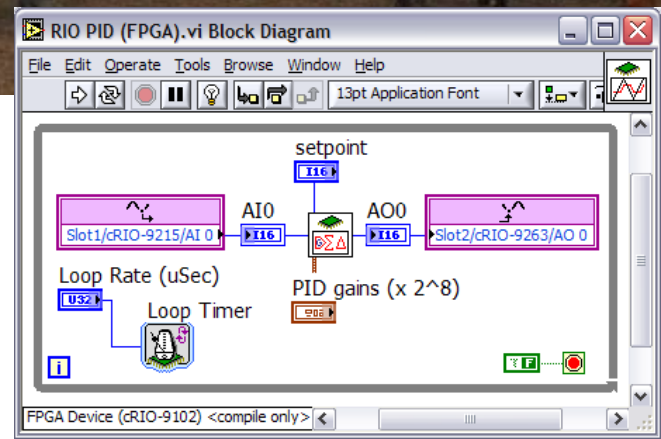 RIO PID (FPGA).vi Block Diagram
File Edit Operate Tools Browse Window Help
13pt Application Font
setpoint
I16
AI0
AO0
Slot1/cRIO-9215/AI 0
I16
I16
Slot2/cRIO-9263/AO 0
Loop Rate (uSec)
PID gains (x 2^8)
U32
Loop Timer
i
F
FPGA Device (cRIO-9102) <compile only>